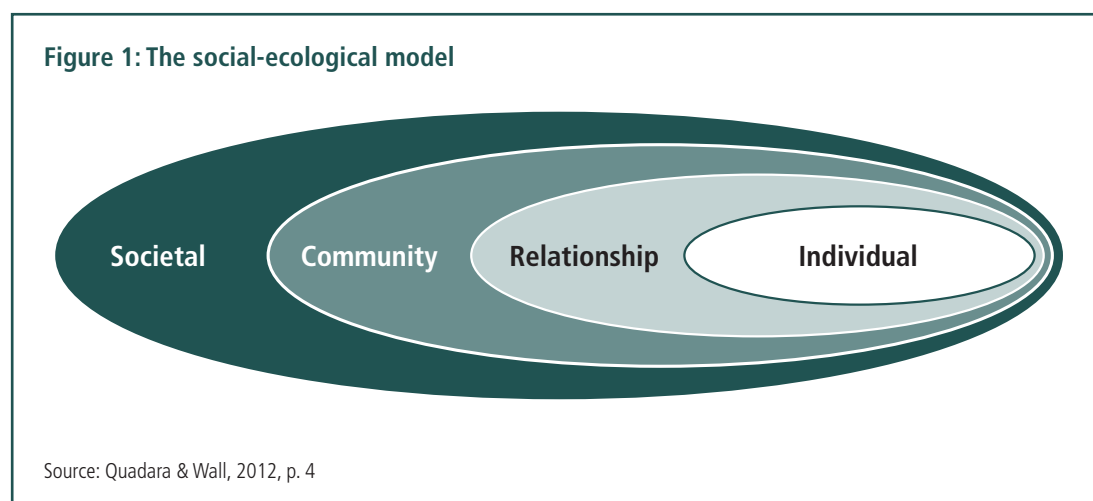 Figure 1: The social-ecological model
Societal Community Relationship Individual
Source: Quadara & Wall, 2012, p. 4